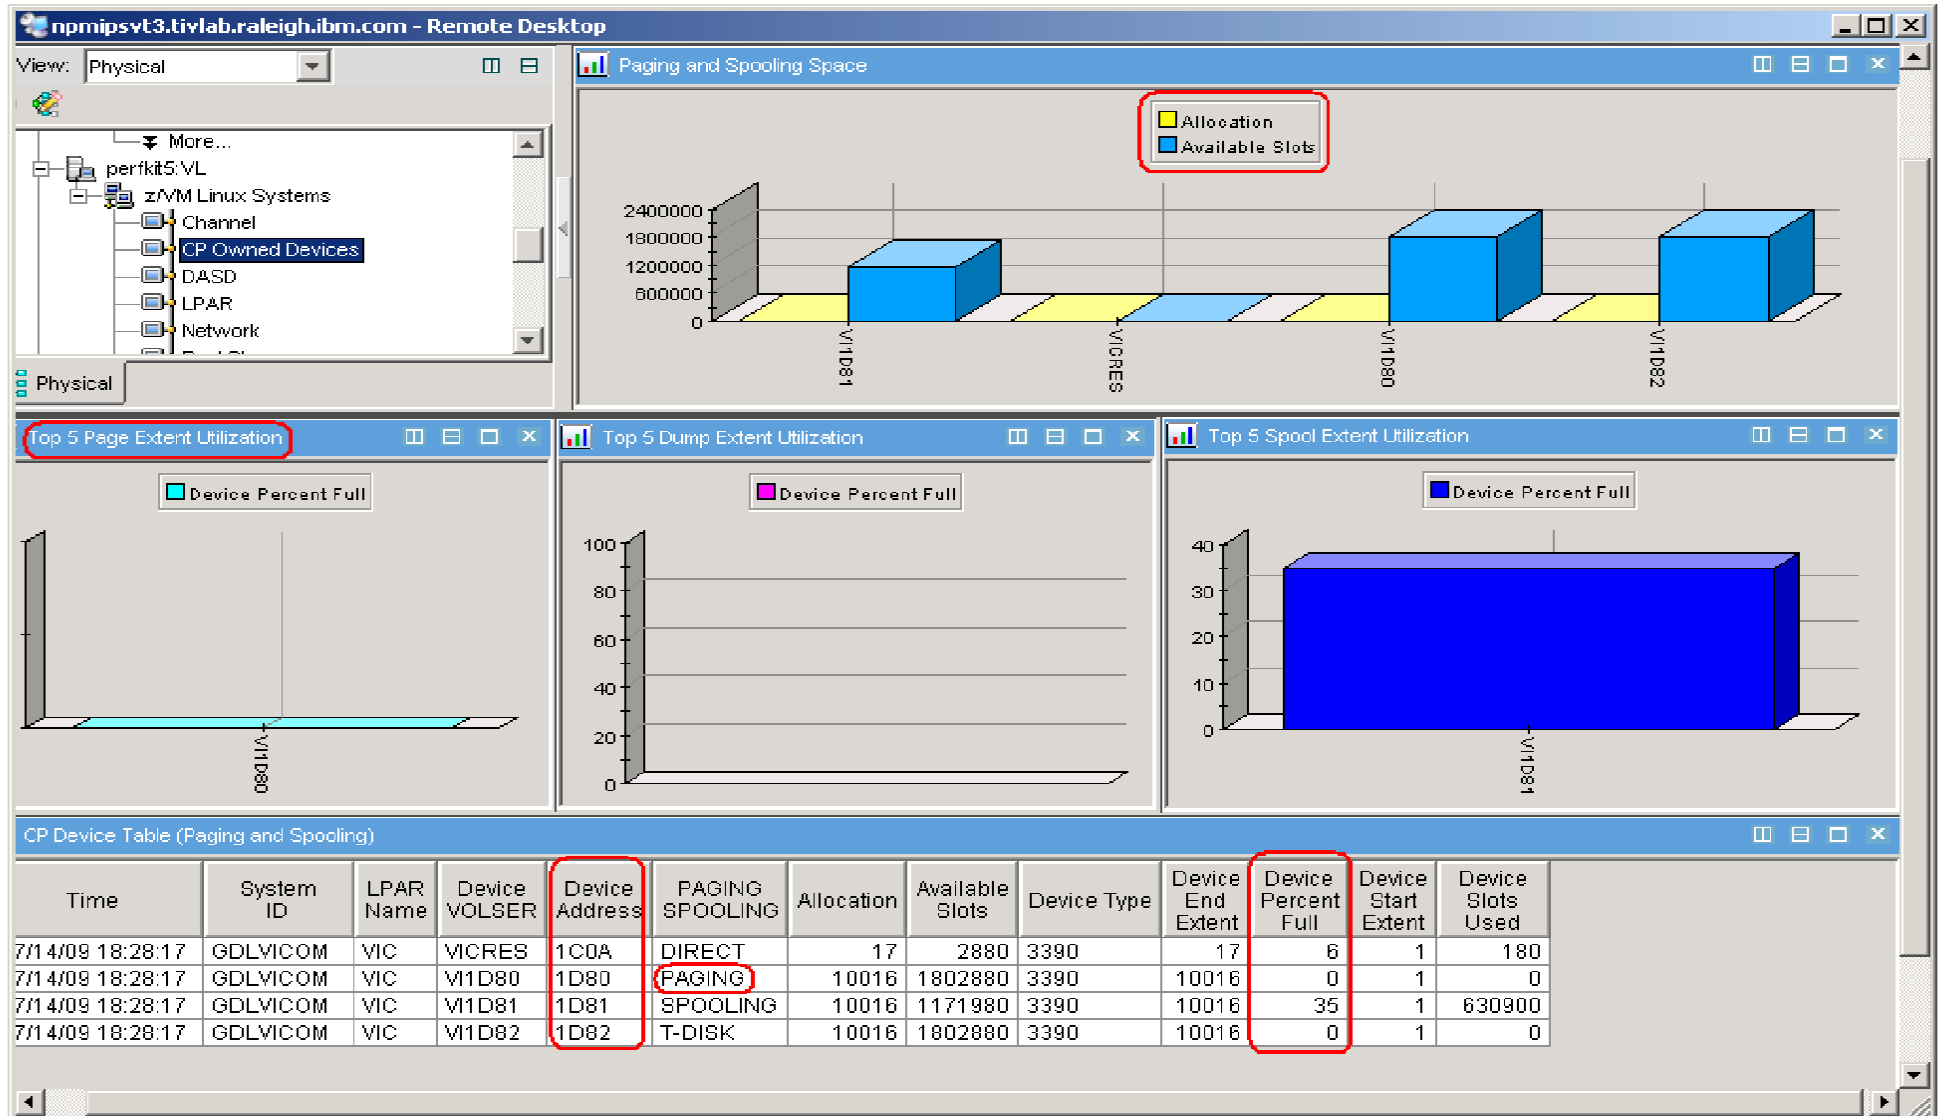 npmipsvt3.tivlab.raleigh.ibm.com - Remote Desktop
View: Physical
More...
perfkit5:VL
z/VM Linux Systems
Channel
CP Owned Devices
DASD
LPAR
Network
Physical
Paging and Spooling Space
Allocation
Available Slots
2400000
1800000
1200000
600000
0
VI1D81
VICRES
VI1D80
VI1D82
Top 5 Page Extent Utilization
Device Percent Full
VI1D80
Top 5 Dump Extent Utilization
Device Percent Full
100
80
60
40
20
0
Top 5 Spool Extent Utilization
Device Percent Full
40
30
20
10
0
VI1D81
CP Device Table (Paging and Spooling)
Time System ID LPAR Name Device VOLSER Device Address PAGING SPOOLING Allocation Available Slots Device Type Device End Extent Device Percent Full Device Start Extent Device Slots Used
7/14/09 18:28:17 GDLVICOM VIC VICRES 1C0A DIRECT 17 2880 3390 17 6 1 180
7/14/09 18:28:17 GDLVICOM VIC VI1D80 1D80 PAGING 10016 1802880 3390 10016 0 1 0
7/14/09 18:28:17 GDLVICOM VIC VI1D81 1D81 SPOOLING 10016 1171980 3390 10016 35 1 630900
7/14/09 18:28:17 GDLVICOM VIC VI1D82 1D82 T-DISK 10016 1802880 3390 10016 0 1 0